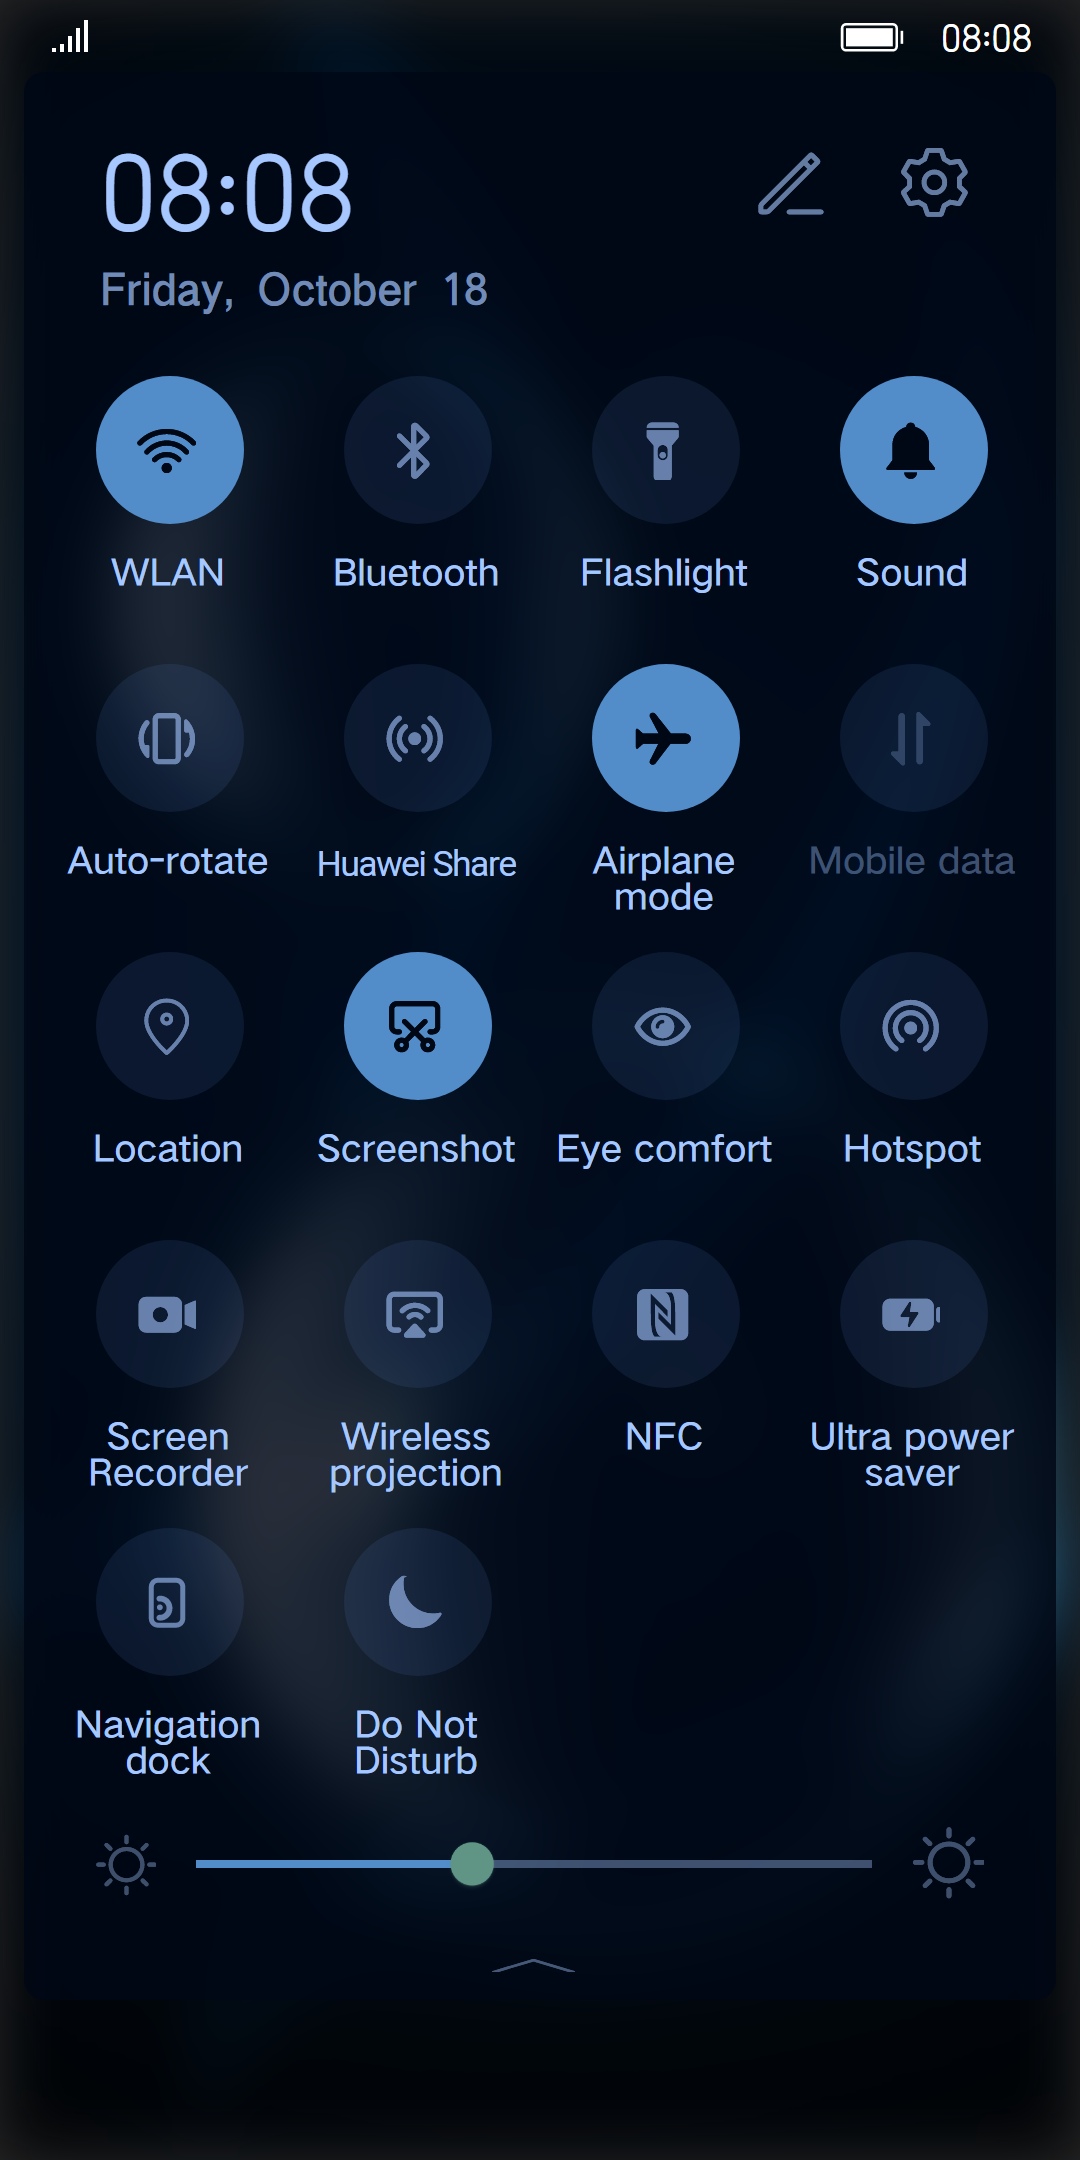 08:08
08:08
Friday, October 18
WLAN
Bluetooth
Flashlight
Sound
Auto-rotate
Huawei Share
Airplane
mode
Mobile data
Location
Screenshot
Eye comfort
Hotspot
Screen
Recorder
Wireless
projection
NFC
Ultra power
saver
Navigation
dock
Do Not
Disturb